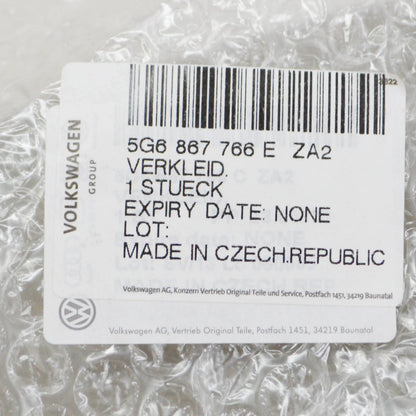 2822
5G6 867 766 E ZA2
VERKLEID.
1 STUECK
EXPIRY DATE: NONE
LOT:
MADE IN CZECH.REPUBLIC
Volkswagen AG, Konzern Vertrieb Original Teile und Service, Postfach 1451, 34219 Baunatal
Volkswagen AG, Vertrieb Original Teile, Postfach 1451, 34219 Baunatal
VOLKSWAGEN
GROUP